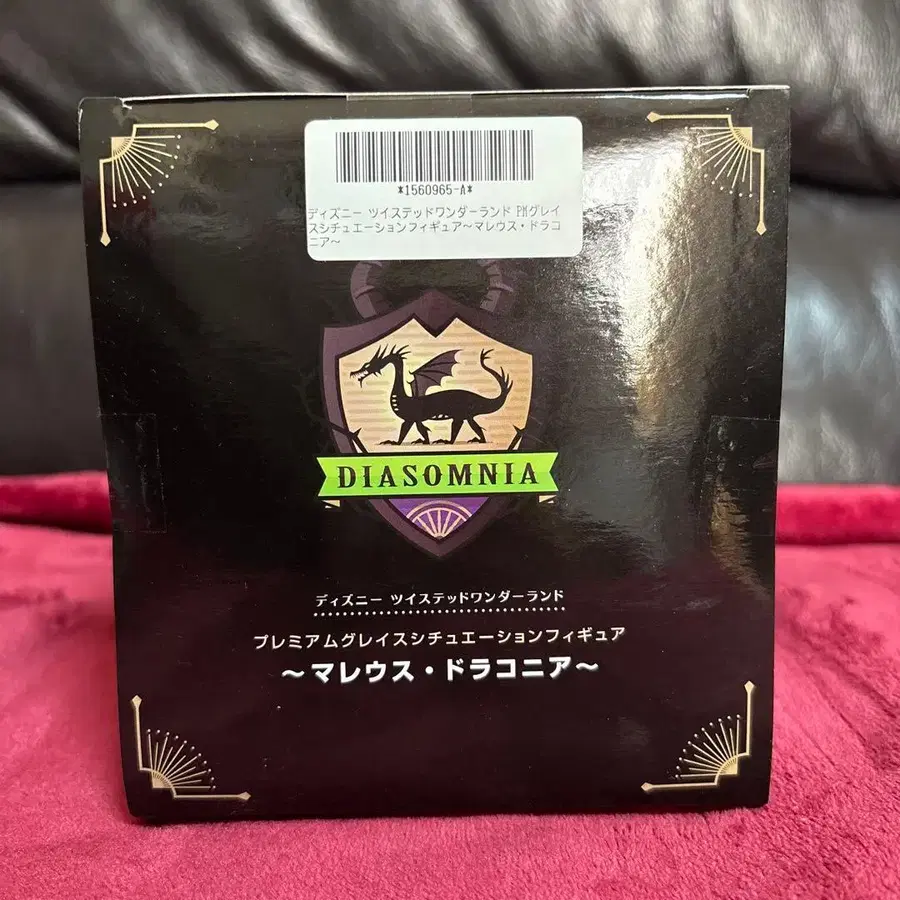 *1560965-A*
ディズニー ツイステッドワンダーランド PMグレイ
スシチュエーションフィギュア～マレウス・ドラコ
ニア～
DIASOMNIA
ディズニー ツイステッドワンダーランド
プレミアムグレイスシチュエーションフィギュア
～マレウス・ドラコニア～